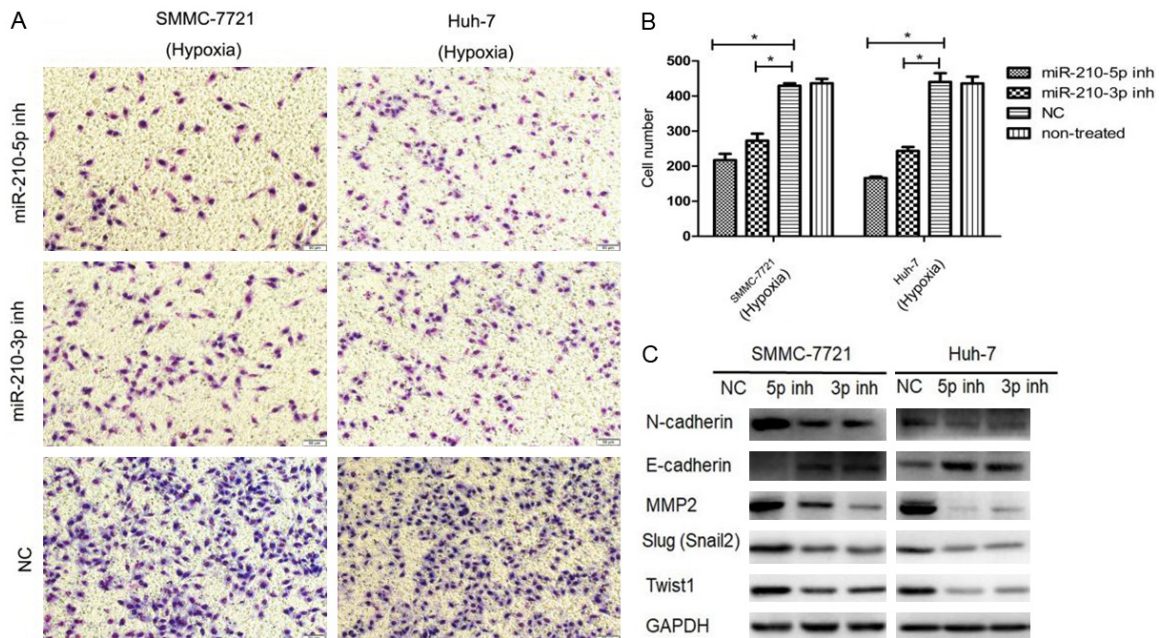 A
SMMC-7721
(Hypoxia)
Huh-7
(Hypoxia)
miR-210-5p inh
miR-210-3p inh
NC
B
Cell number
500
400
300
200
100
0
*
*
*
*
SMMC-7721
(Hypoxia)
Huh-7
(Hypoxia)
miR-210-5p inh
miR-210-3p inh
NC
non-treated
C
SMMC-7721
Huh-7
NC 5p inh 3p inh
NC 5p inh 3p inh
N-cadherin
E-cadherin
MMP2
Slug (Snail2)
Twist1
GAPDH